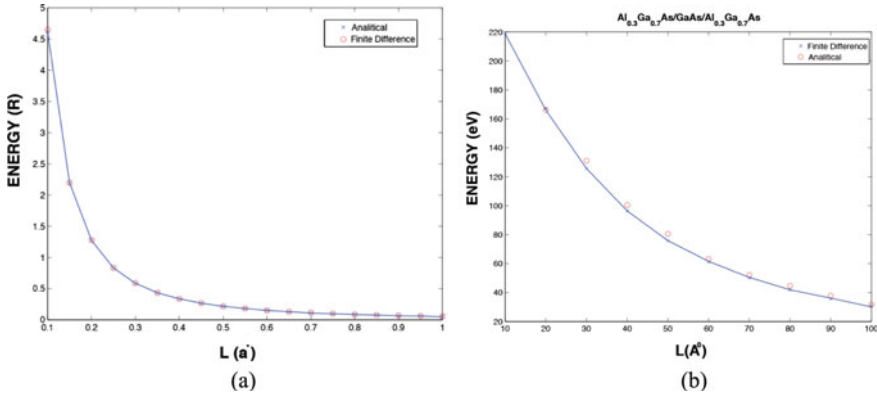 5
4.5
4
3.5
3
2.5
2
1.5
1
0.5
0
0.1 0.2 0.3 0.4 0.5 0.6 0.7 0.8 0.9 1
ENERGY (R)
L (a*)
Analitical
Finite Difference
(a)
Al0.3Ga0.7As/GaAs/Al0.3Ga0.7As
220
200
180
160
140
120
100
80
60
40
20
10 20 30 40 50 60 70 80 90 100
ENERGY (eV)
L(A0)
Finite Difference
Analitical
(b)